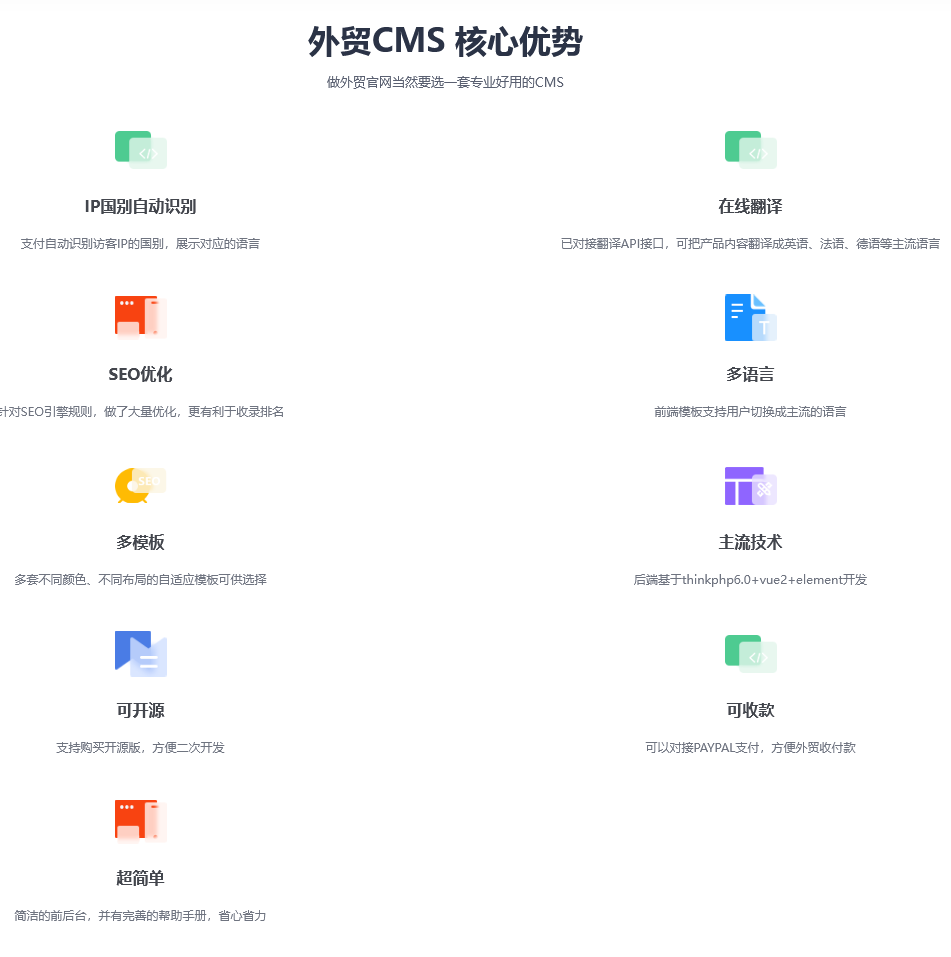 外贸CMS 核心优势
做外贸官网当然要选一套专业好用的CMS
IP国别自动识别
在线翻译
支付自动识别访客IP的国别，展示对应的语言
已对接翻译API接口，可把产品内容翻译成英语、法语、德语等主流语言
SEO优化
多语言
针对SEO引擎规则，做了大量优化，更有利于收录排名
前端模板支持用户切换成主流的语言
SEO
多模板
主流技术
多套不同颜色、不同布局的自适应模板可供选择
后端基于thinkphp6.0+vue2+element开发
可开源
可收款
支持购买开源版，方便二次开发
可以对接PAYPAL支付，方便外贸收付款
超简单
简洁的前后台，并有完善的帮助手册，省心省力